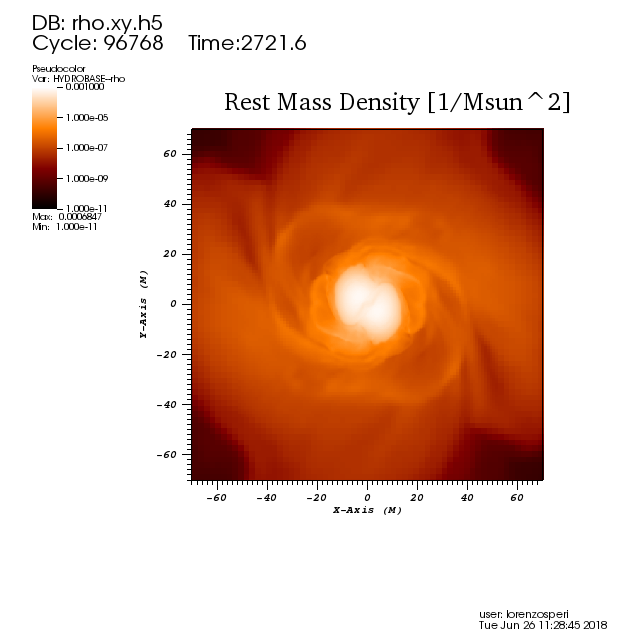 DB: rho.xy.h5
Cycle: 96768 Time:2721.6
Pseudocolor
Var: HYDROBASE--rho
0.001000
1.000e-05
1.000e-07
1.000e-09
1.000e-11
Max: 0.0006847
Min: 1.000e-11
Rest Mass Density [1/Msun^2]
60
40
20
0
-20
-40
-60
Y-Axis (M)
-60 -40 -20 0 20 40 60
X-Axis (M)
user: lorenzosperi
Tue Jun 26 11:28:45 2018